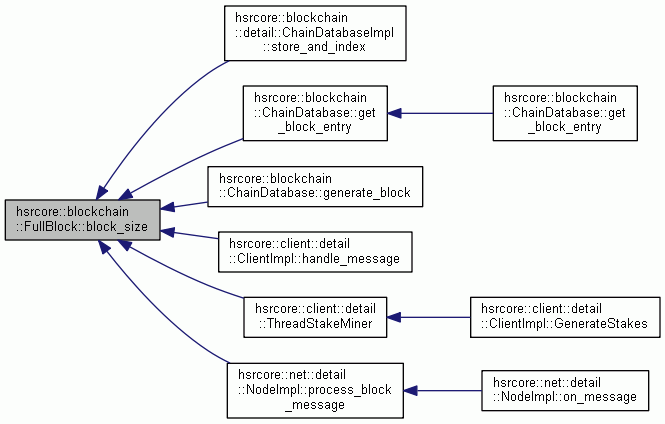 hsrcore::blockchain
::detail::ChainDatabaseImpl
::store_and_index
hsrcore::blockchain
::ChainDatabase::get
_block_entry
hsrcore::blockchain
::ChainDatabase::get
_block_entry
hsrcore::blockchain
::ChainDatabase::generate_block
hsrcore::blockchain
::FullBlock::block_size
hsrcore::client::detail
::ClientImpl::handle_message
hsrcore::client::detail
::ThreadStakeMiner
hsrcore::client::detail
::ClientImpl::GenerateStakes
hsrcore::net::detail
::NodeImpl::process_block
_message
hsrcore::net::detail
::NodeImpl::on_message